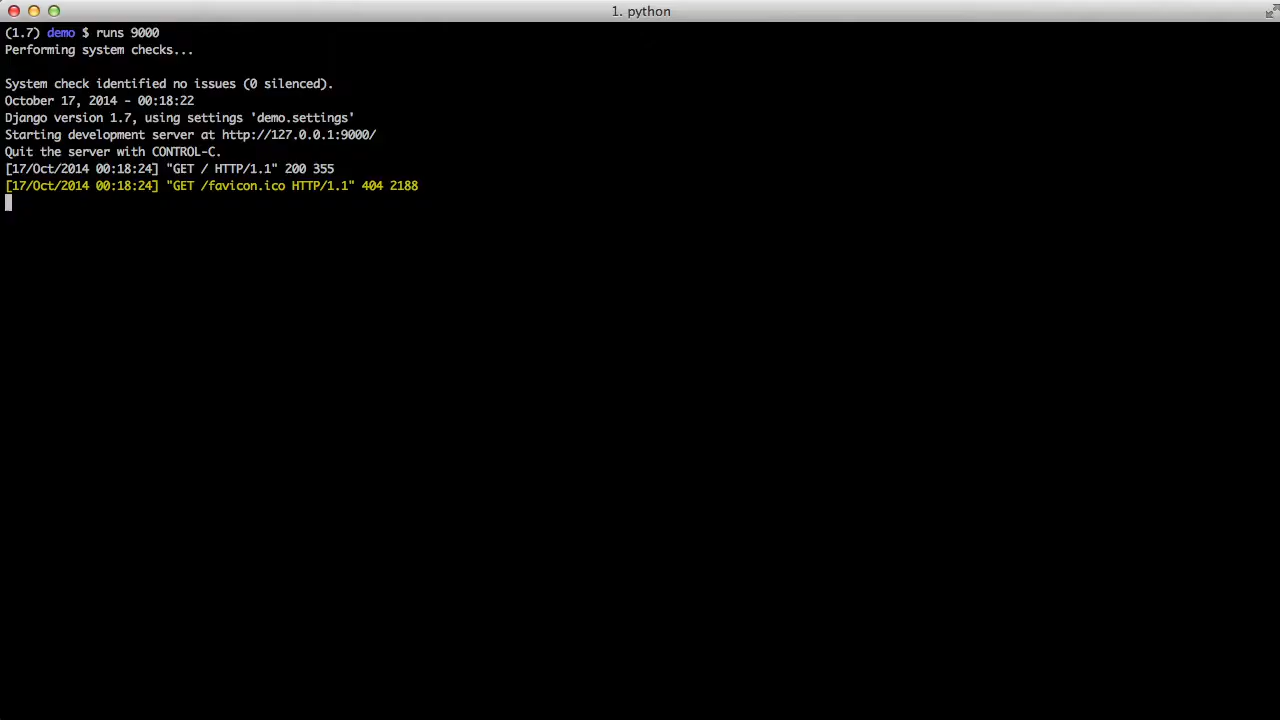 1. python
(1.7) demo $ runs 9000
Performing system checks...
System check identified no issues (0 silenced).
October 17, 2014 - 00:18:22
Django version 1.7, using settings 'demo.settings'
Starting development server at http://127.0.0.1:9000/
Quit the server with CONTROL-C.
[17/Oct/2014 00:18:24] "GET / HTTP/1.1" 200 355
[17/Oct/2014 00:18:24] "GET /favicon.ico HTTP/1.1" 404 2188